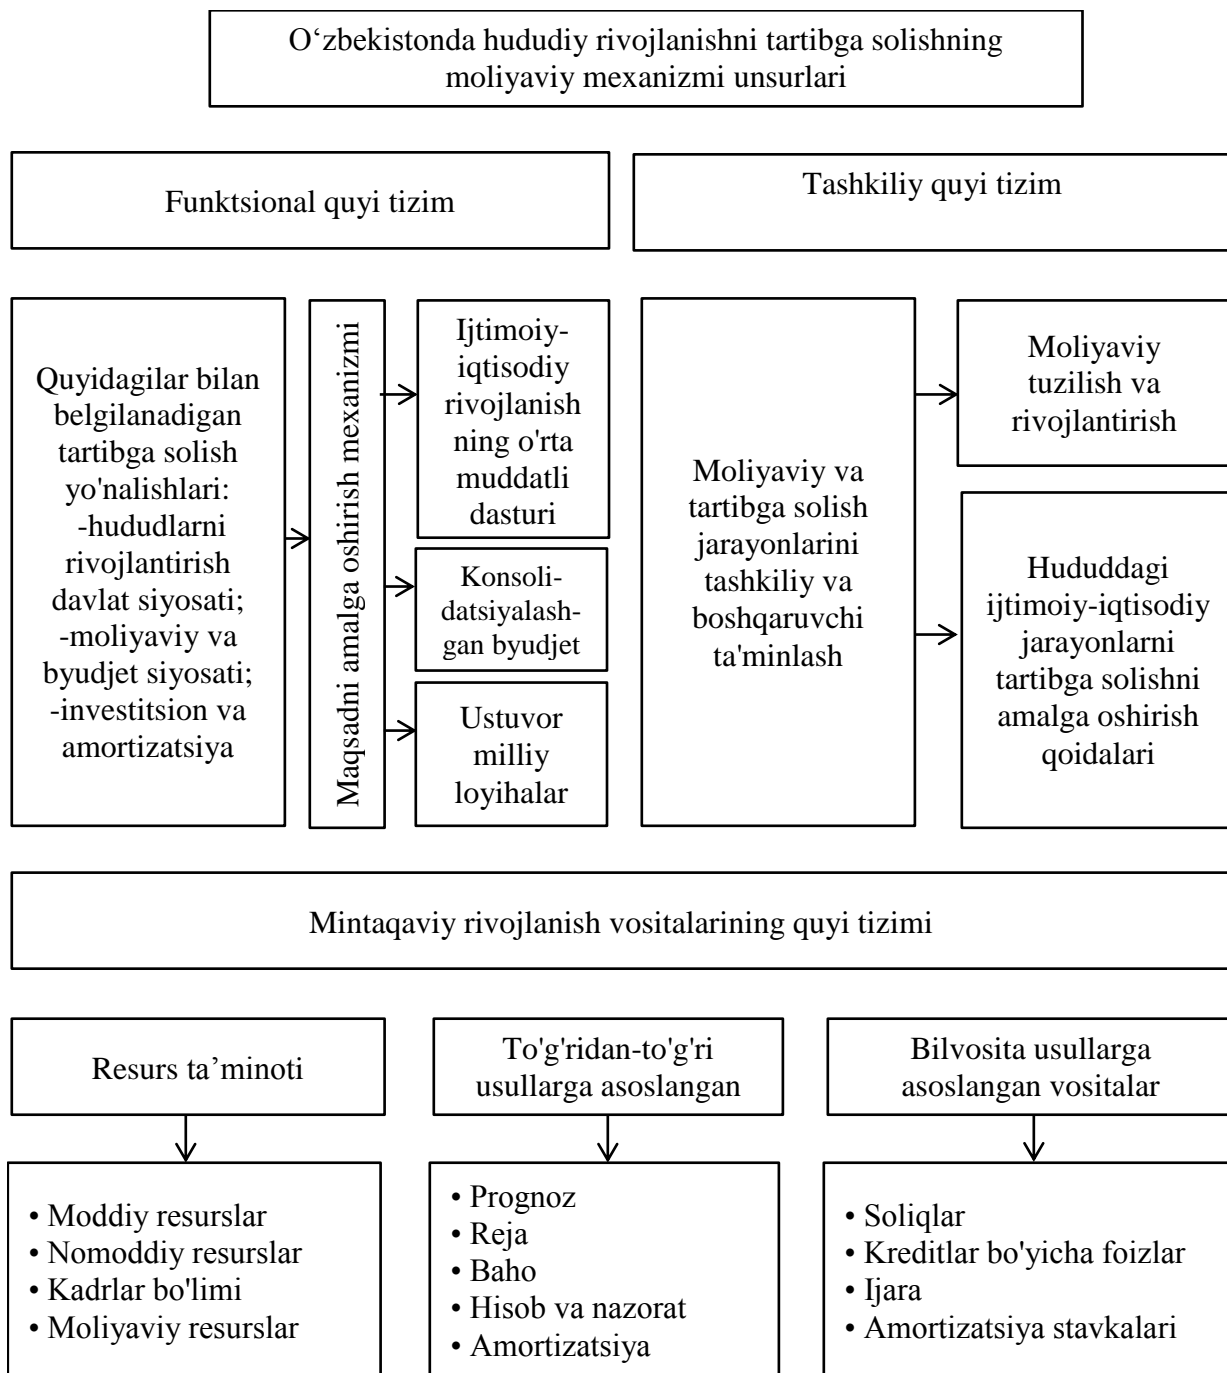 O‘zbekistonda hududiy rivojlanishni tartibga solishning
moliyaviy mexanizmi unsurlari
Funktsional quyi tizim
Tashkiliy quyi tizim
Quyidagilar bilan
belgilanadigan
tartibga solish
yo'nalishlari:
-hududlarni
rivojlantirish
davlat siyosati;
-moliyaviy va
byudjet siyosati;
-investitsion va
amortizatsiya
Maqsadni amalga oshirish mexanizmi
Ijtimoiy-
iqtisodiy
rivojlanish
ning o'rta
muddatli
dasturi
Konsoli-
datsiyalash-
gan byudjet
Ustuvor
milliy
loyihalar
Moliyaviy va
tartibga solish
jarayonlarini
tashkiliy va
boshqaruvchi
ta'minlash
Moliyaviy
tuzilish va
rivojlantirish
Hududdagi
ijtimoiy-iqtisodiy
jarayonlarni
tartibga solishni
amalga oshirish
qoidalari
Mintaqaviy rivojlanish vositalarining quyi tizimi
Resurs ta’minoti
To'g'ridan-to'g'ri
usullarga asoslangan
Bilvosita usullarga
asoslangan vositalar
• Moddiy resurslar
• Nomoddiy resurslar
• Kadrlar bo'limi
• Moliyaviy resurslar
• Prognoz
• Reja
• Baho
• Hisob va nazorat
• Amortizatsiya
• Soliqlar
• Kreditlar bo'yicha foizlar
• Ijara
• Amortizatsiya stavkalari